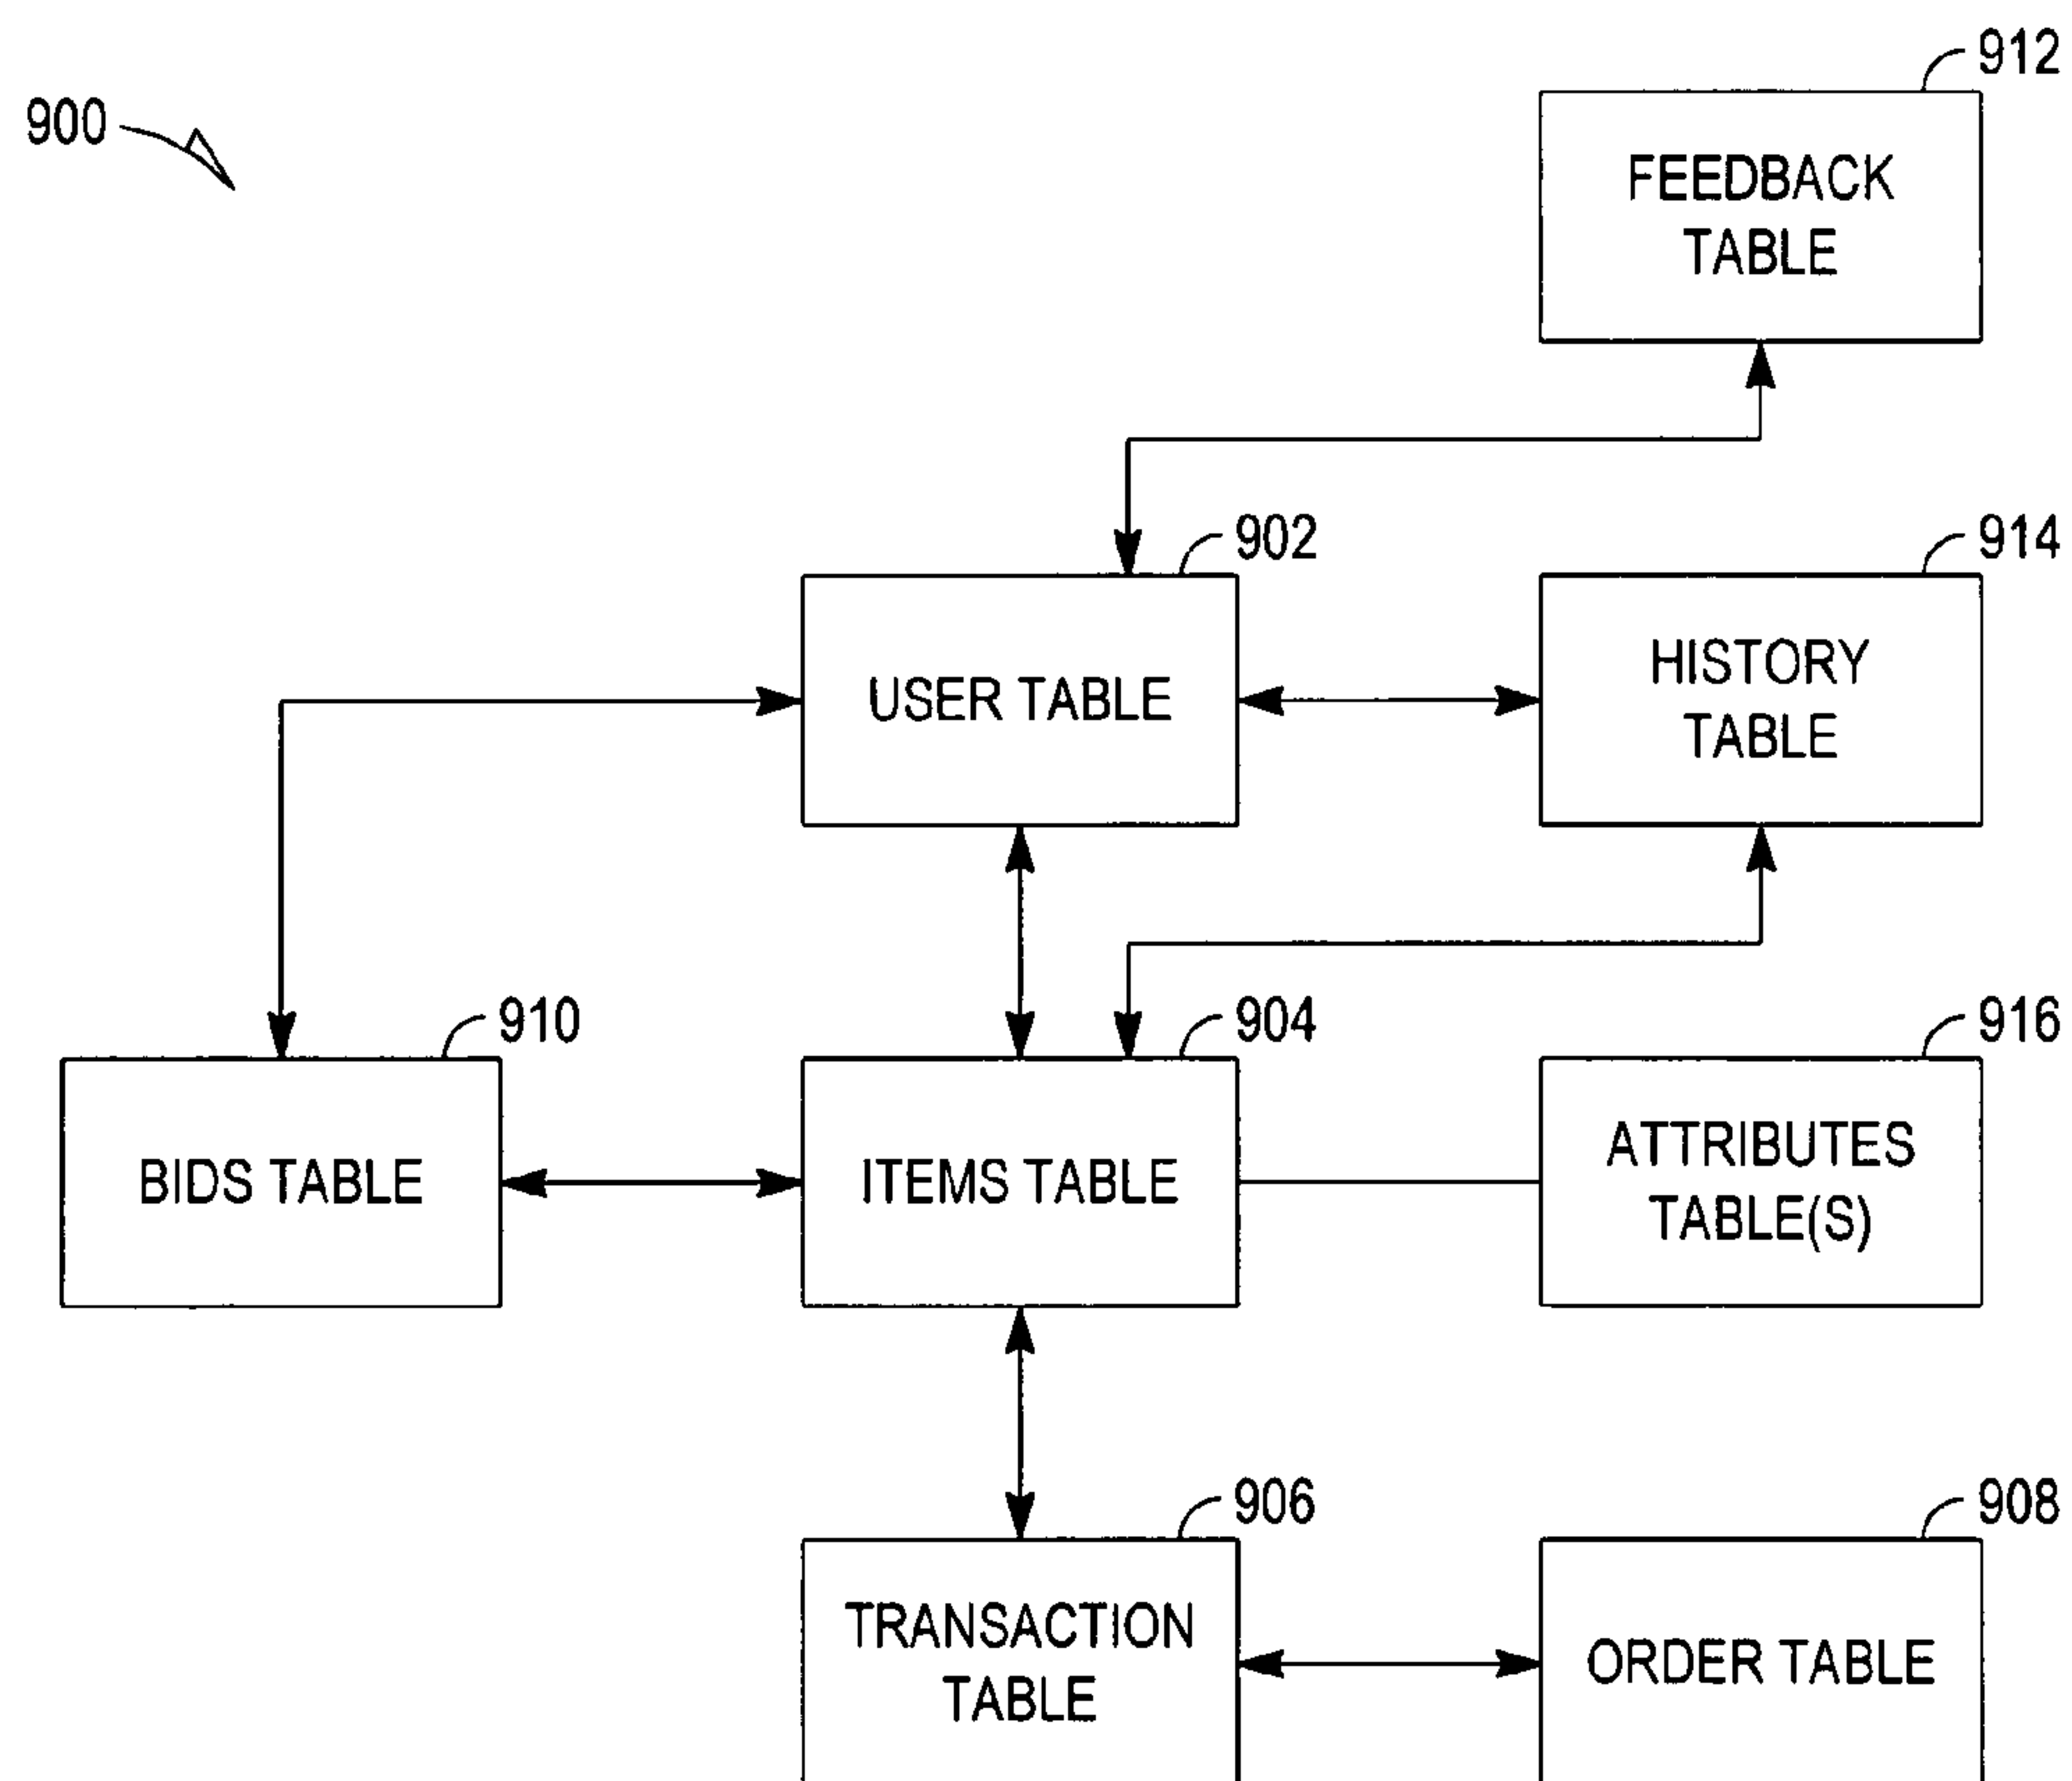 912
900
FEEDBACK
TABLE
902
914
USER TABLE
HISTORY
TABLE
910
904
916
BIDS TABLE
ITEMS TABLE
ATTRIBUTES
TABLE(S)
906
908
TRANSACTION
TABLE
ORDER TABLE